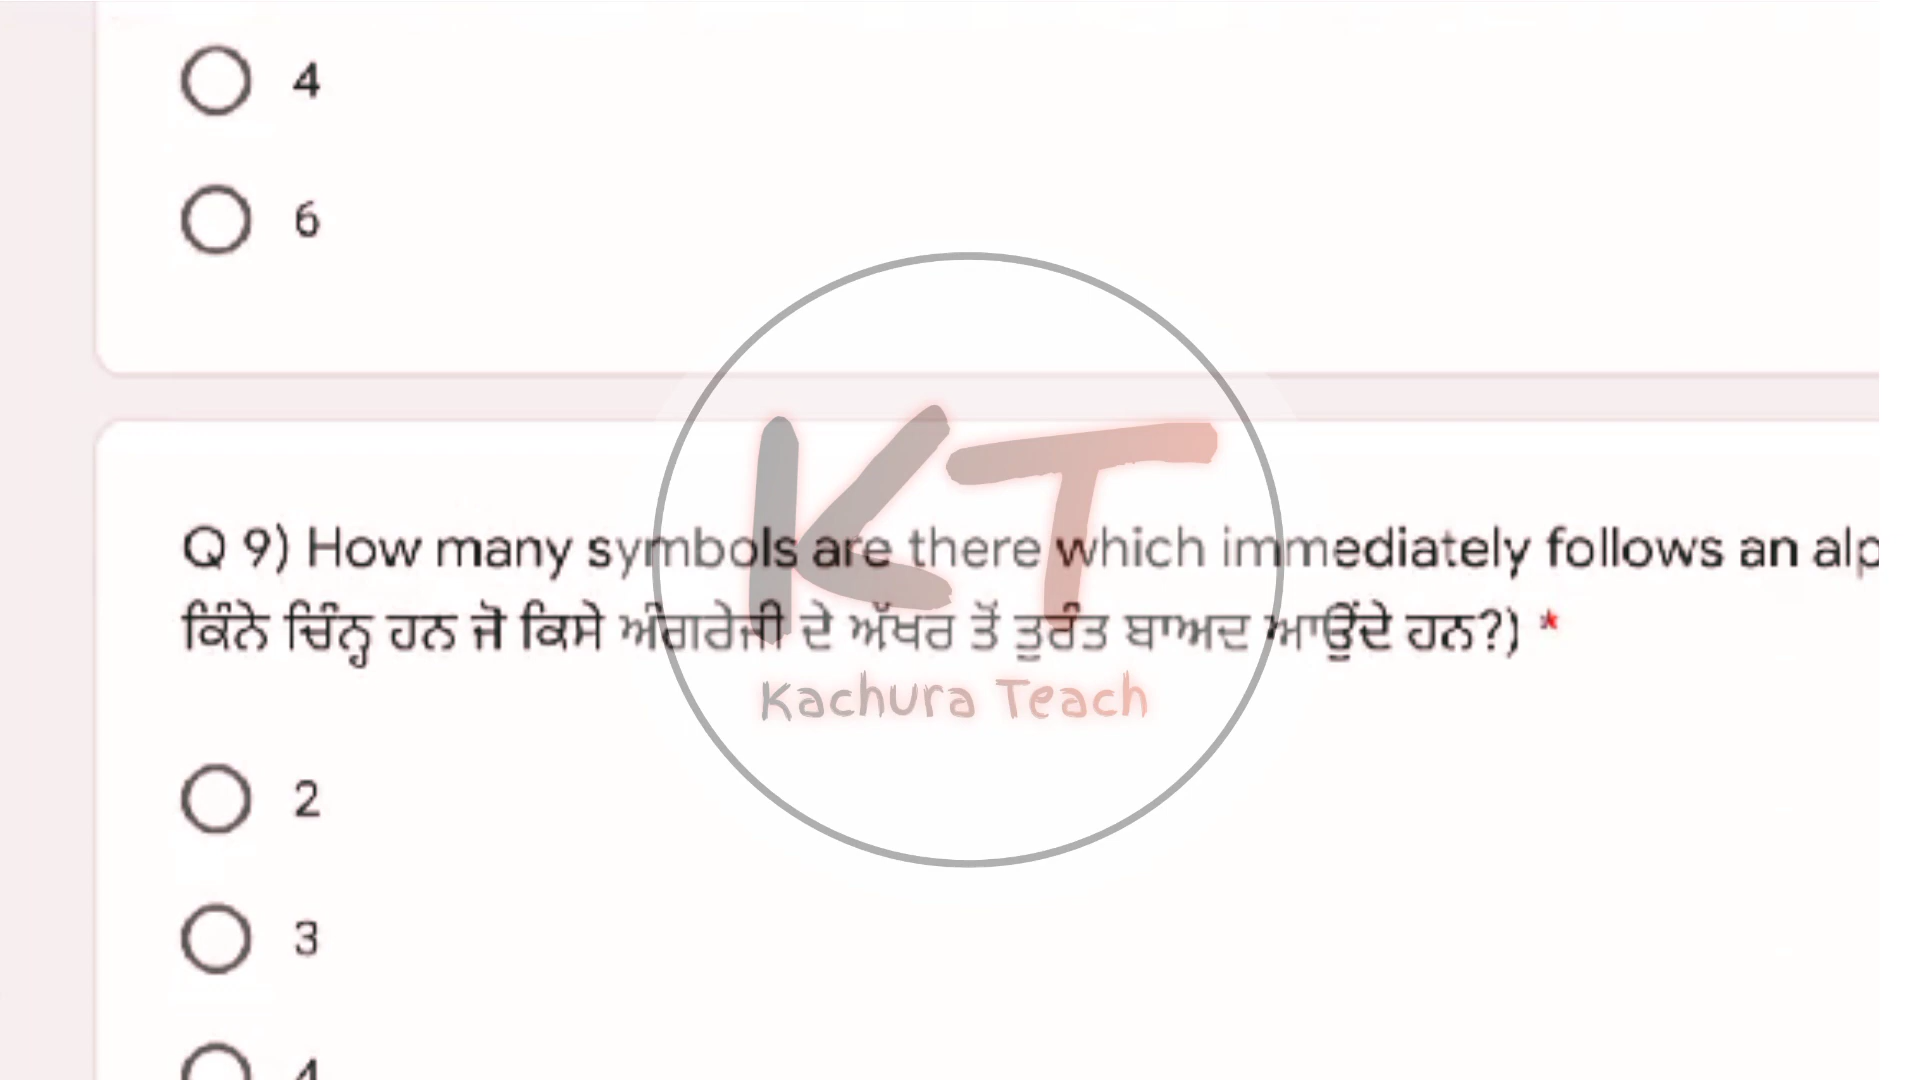 4
6
Q 9) How many symbols are there which immediately follows an alp
ਕਿੰਨੇ ਚਿੰਨ੍ਹ ਹਨ ਜੋ ਕਿਸੇ ਅੰਗਰੇਜੀ ਦੇ ਅੱਖਰ ਤੋਂ ਤੁਰੰਤ ਬਾਅਦ ਆਉਂਦੇ ਹਨ?) *
KT
Kachura Teach
2
3
4